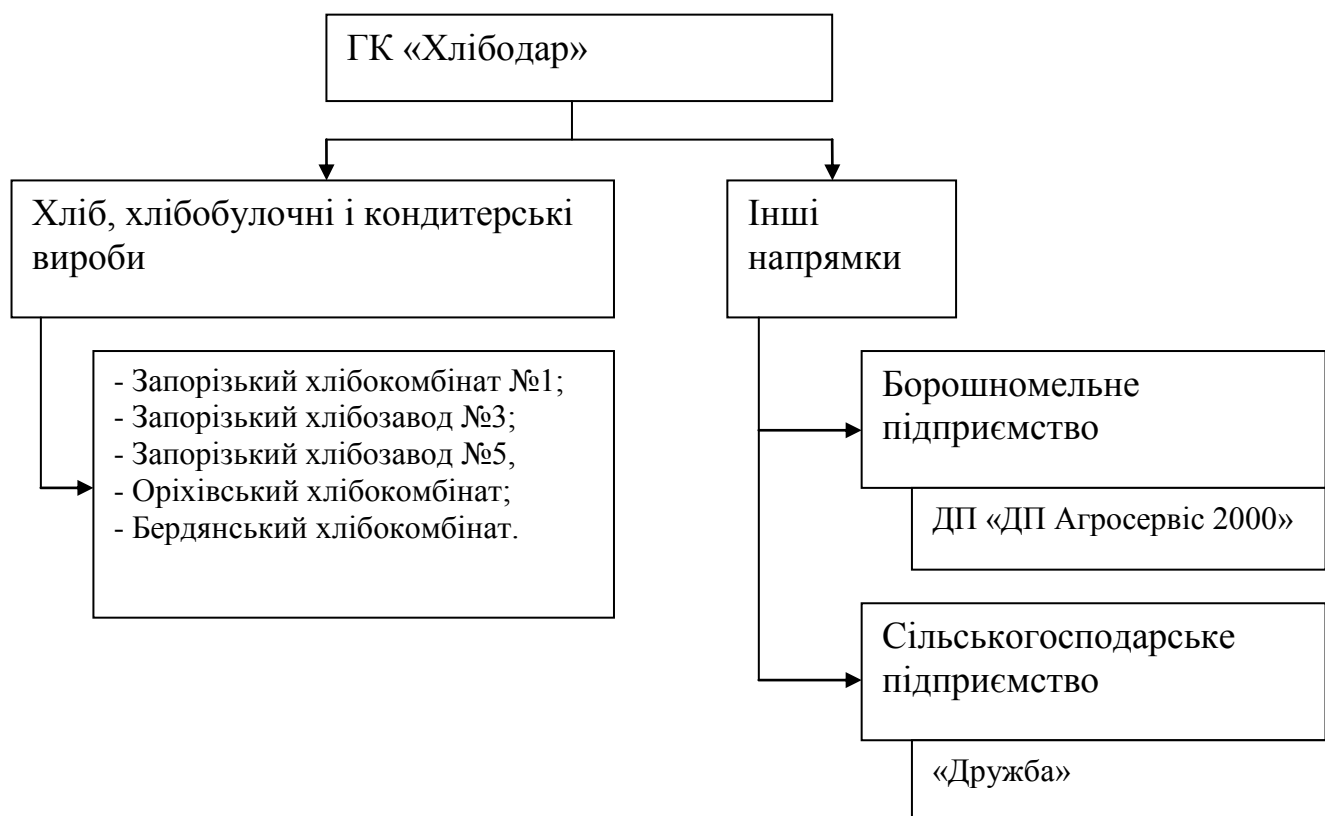 ГК «Хлібодар»
Хліб, хлібобулочні і кондитерські
вироби
Інші
напрямки
- Запорізький хлібокомбінат №1;
- Запорізький хлібозавод №3;
- Запорізький хлібозавод №5,
- Оріхівський хлібокомбінат;
- Бердянський хлібокомбінат.
Борошномельне
підприємство
ДП «ДП Агросервіс 2000»
Сільськогосподарське
підприємство
«Дружба»